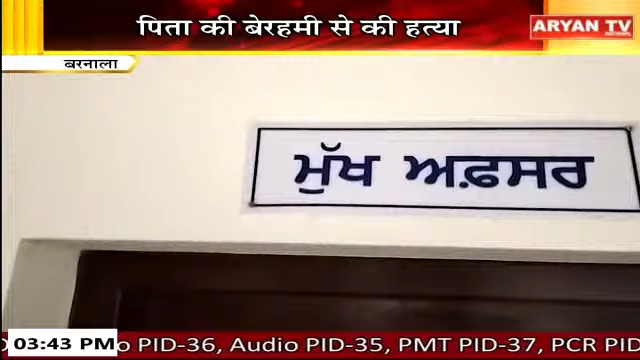 पिता की बेरहमी से की हत्या
ARYAN TV
बरनाला
ਮੁੱਖ ਅਫ਼ਸਰ
03:43 PM
o PID-36, Audio PID-35, PMT PID-37, PCR PID